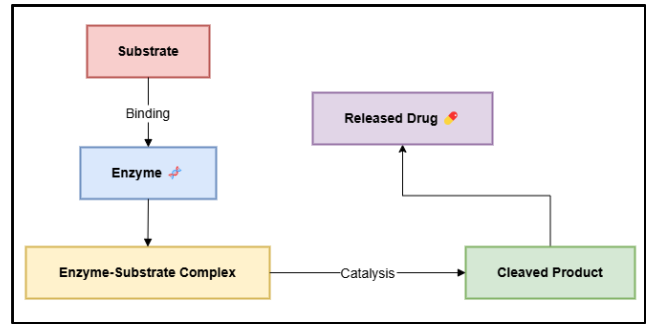 Substrate
Binding
Enzyme 🧬
Enzyme-Substrate Complex
Catalysis
Cleaved Product
Released Drug 💊